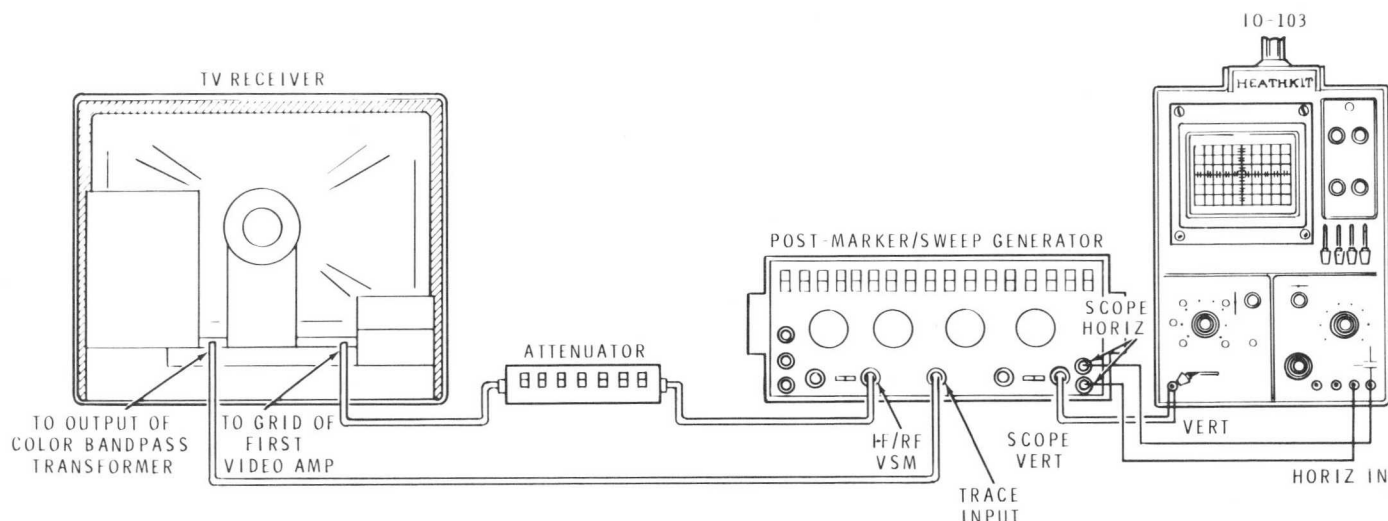 IO-103
HEATHKIT
TV RECEIVER
POST-MARKER/SWEEP GENERATOR
SCOPE
HORIZ
ATTENUATOR
TO OUTPUT OF
COLOR BANDPASS
TRANSFORMER
TO GRID OF
FIRST
VIDEO AMP
I-F/RF
VSM
TRACE
INPUT
SCOPE
VERT
VERT
HORIZ IN